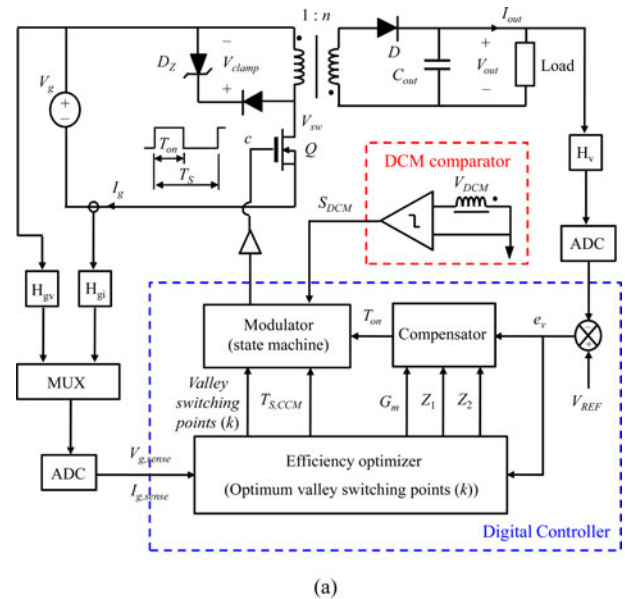 1 : n
D_Z
V_clamp
V_g
V_sw
D
C_out
I_out
V_out
Load
T_on
T_S
c
Q
I_g
H_v
DCM comparator
V_DCM
S_DCM
ADC
H_gv
H_gi
Modulator
(state machine)
T_on
Compensator
e_v
MUX
V_REF
Valley
switching
points (k)
T_S,CCM
G_m
Z_1
Z_2
ADC
V_g,sense
I_g,sense
Efficiency optimizer
(Optimum valley switching points (k))
Digital Controller
(a)